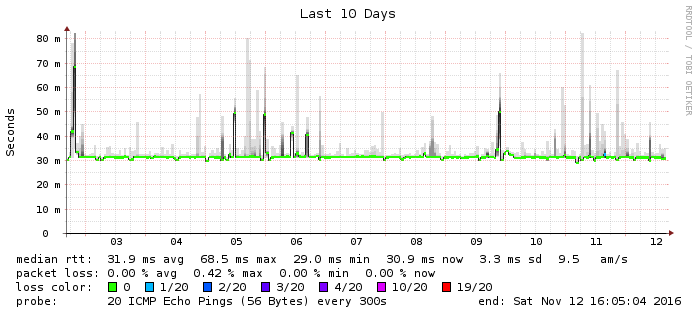 Last 10 Days
RRDTOOL / TOBI OETIKER
Seconds
80 m
70 m
60 m
50 m
40 m
30 m
20 m
10 m
0
03 04 05 06 07 08 09 10 11 12
median rtt: 31.9 ms avg 68.5 ms max 29.0 ms min 30.9 ms now 3.3 ms sd 9.5 am/s
packet loss: 0.00 % avg 0.42 % max 0.00 % min 0.00 % now
loss color: 0 1/20 2/20 3/20 4/20 10/20 19/20
probe: 20 ICMP Echo Pings (56 Bytes) every 300s end: Sat Nov 12 16:05:04 2016